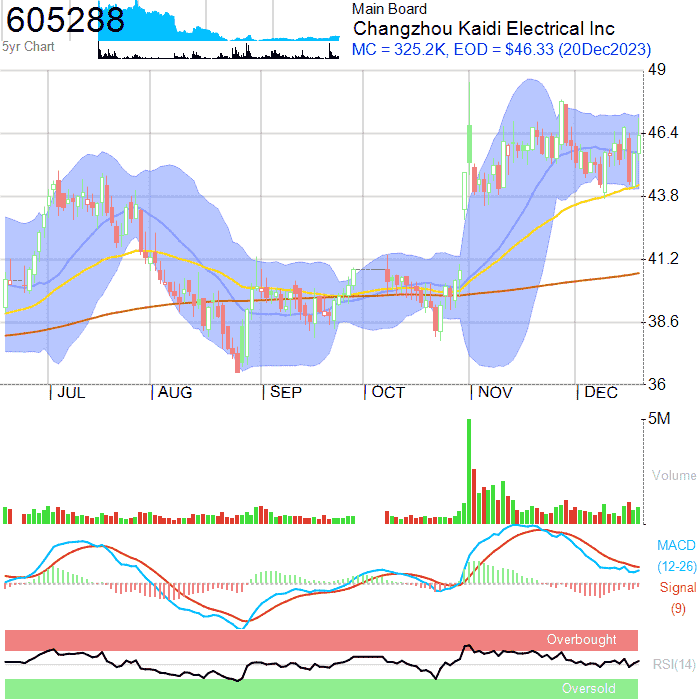 605288
5yr Chart
Main Board
Changzhou Kaidi Electrical Inc
MC = 325.2K, EOD = $46.33 (20Dec2023)
49
46.4
43.8
41.2
38.6
36
JUL AUG SEP OCT NOV DEC
5M
Volume
MACD
(12-26)
Signal
(9)
Overbought
RSI(14)
Oversold